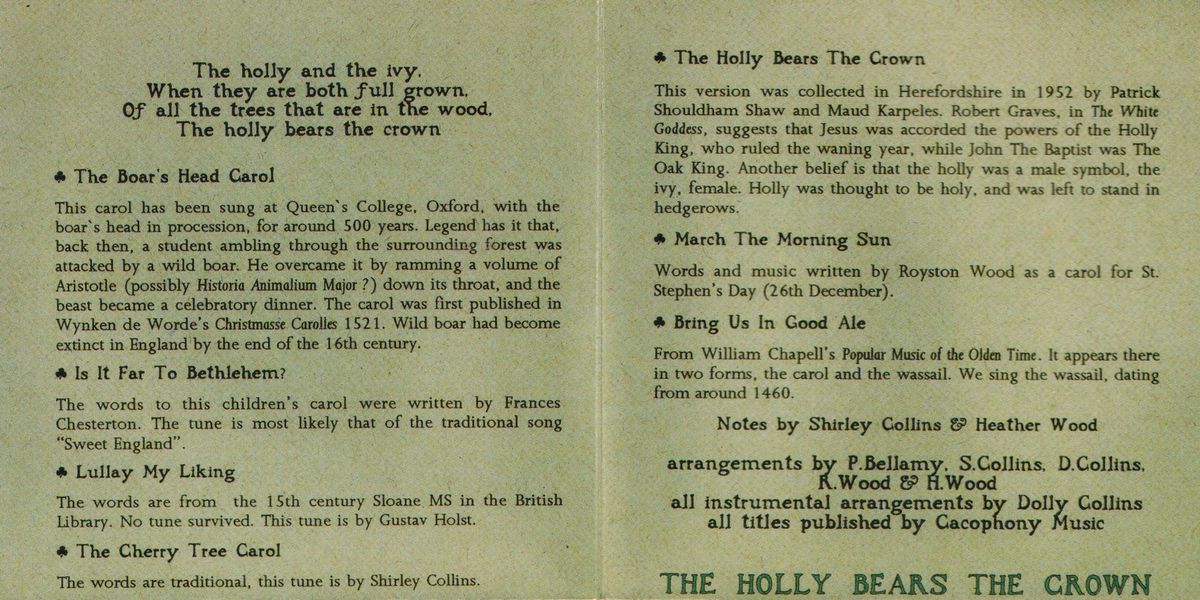 The holly and the ivy,
When they are both full grown,
Of all the trees that are in the wood,
The holly bears the crown
♣ The Boar's Head Carol
This carol has been sung at Queen`s College, Oxford, with the
boar`s head in procession, for around 500 years. Legend has it that,
back then, a student ambling through the surrounding forest was
attacked by a wild boar. He overcame it by ramming a volume of
Aristotle (possibly Historia Animalium Major ?) down its throat, and the
beast became a celebratory dinner. The carol was first published in
Wynken de Worde's Christmasse Carolles 1521. Wild boar had become
extinct in England by the end of the 16th century.
♣ Is It Far To Bethlehem?
The words to this children's carol were written by Frances
Chesterton. The tune is most likely that of the traditional song
"Sweet England".
♣ Lullay My Liking
The words are from the 15th century Sloane MS in the British
Library. No tune survived. This tune is by Gustav Holst.
♣ The Cherry Tree Carol
The words are traditional, this tune is by Shirley Collins.
♣ The Holly Bears The Crown
This version was collected in Herefordshire in 1952 by Patrick
Shouldham Shaw and Maud Karpeles. Robert Graves, in The White
Goddess, suggests that Jesus was accorded the powers of the Holly
King, who ruled the waning year, while John The Baptist was The
Oak King. Another belief is that the holly was a male symbol, the
ivy, female. Holly was thought to be holy, and was left to stand in
hedgerows.
♣ March The Morning Sun
Words and music written by Royston Wood as a carol for St.
Stephen's Day (26th December).
♣ Bring Us In Good Ale
From William Chapell's Popular Music of the Olden Time. It appears there
in two forms, the carol and the wassail. We sing the wassail, dating
from around 1460.
Notes by Shirley Collins & Heather Wood
arrangements by P.Bellamy, S.Collins, D.Collins,
R.Wood & H.Wood
all instrumental arrangements by Dolly Collins
all titles published by Cacophony Music
THE HOLLY BEARS THE CROWN